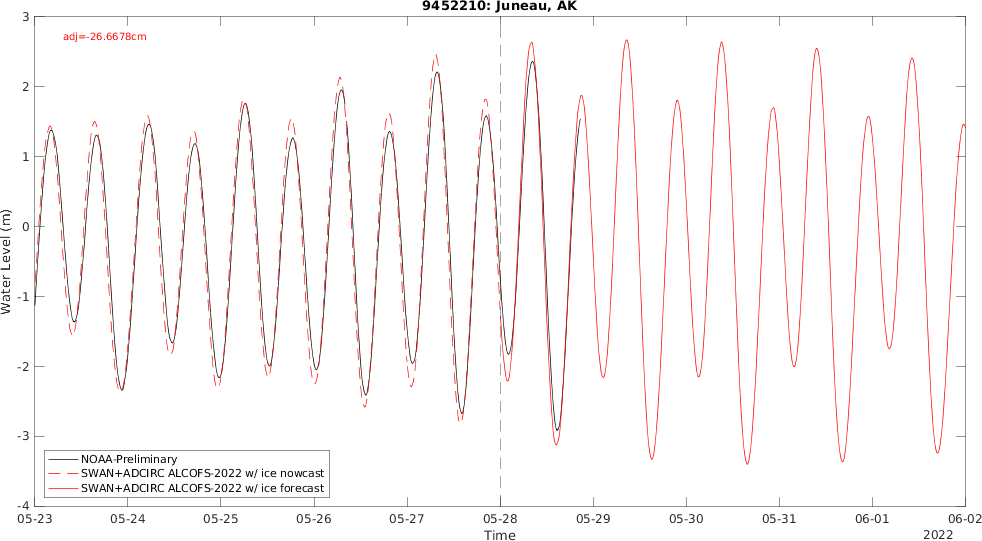 9452210: Juneau, AK
adj=-26.6678cm
Water Level (m)
3
2
1
0
-1
-2
-3
-4
NOAA-Preliminary
SWAN+ADCIRC ALCOFS-2022 w/ ice nowcast
SWAN+ADCIRC ALCOFS-2022 w/ ice forecast
05-23 05-24 05-25 05-26 05-27 05-28 05-29 05-30 05-31 06-01 06-02
Time
2022